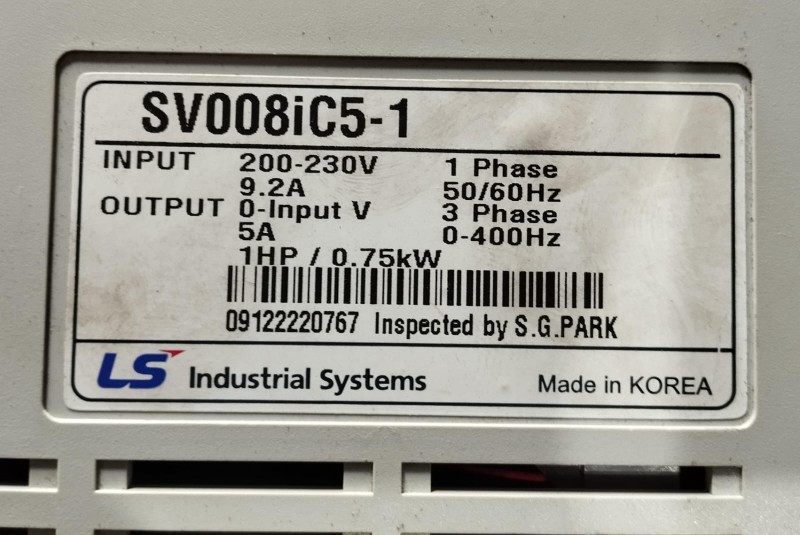 SV008iC5-1
INPUT 200-230V 1 Phase
9.2A 50/60Hz
OUTPUT 0-Input V 3 Phase
5A 0-400Hz
1HP / 0.75kW
09122220767 Inspected by S.G.PARK
LS Industrial Systems Made in KOREA